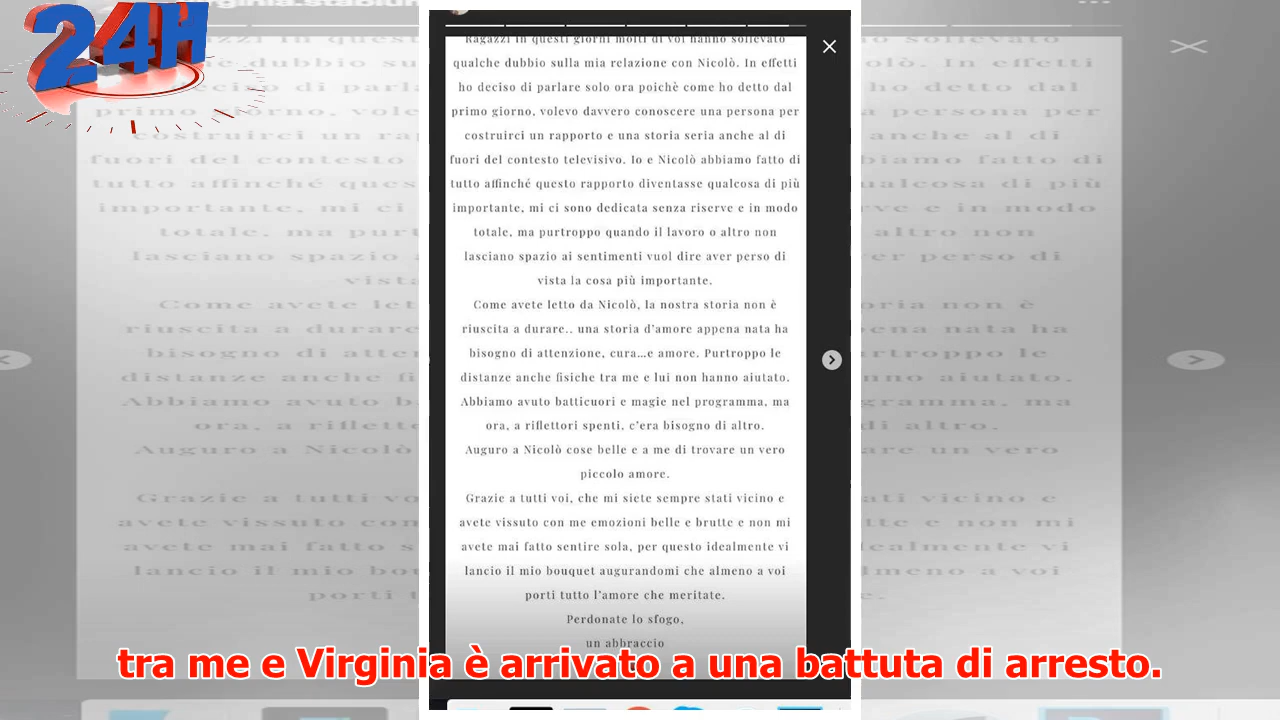 24H
Ragazzi in questi giorni molti di voi hanno sollevato
qualche dubbio sulla mia relazione con Nicolò. In effetti
ho deciso di parlare solo ora poichè come ho detto dal
primo giorno, volevo davvero conoscere una persona per
costruirci un rapporto e una storia seria anche al di
fuori del contesto televisivo. Io e Nicolò abbiamo fatto di
tutto affinché questo rapporto diventasse qualcosa di più
importante, mi ci sono dedicata senza riserve e in modo
totale, ma purtroppo quando il lavoro o altro non
lasciano spazio ai sentimenti vuol dire aver perso di
vista la cosa più importante.
Come avete letto da Nicolò, la nostra storia non è
riuscita a durare.. una storia d'amore appena nata ha
bisogno di attenzione, cura...e amore. Purtroppo le
distanze anche fisiche tra me e lui non hanno aiutato.
Abbiamo avuto batticuori e magie nel programma, ma
ora, a riflettori spenti, c'era bisogno di altro.
Auguro a Nicolò cose belle e a me di trovare un vero
piccolo amore.
Grazie a tutti voi, che mi siete sempre stati vicino e
avete vissuto con me emozioni belle e brutte e non mi
avete mai fatto sentire sola, per questo idealmente vi
lancio il mio bouquet augurandomi che almeno a voi
porti tutto l'amore che meritate.
Perdonate lo sfogo,
un abbraccio
tra me e Virginia è arrivato a una battuta di arresto.